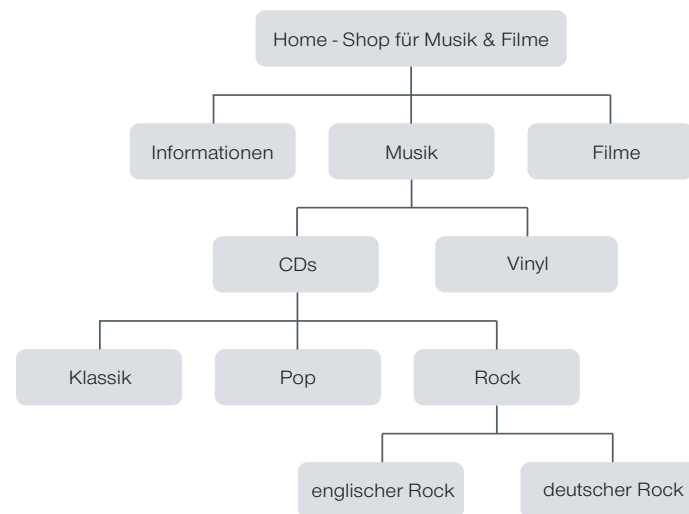 Home - Shop für Musik & Filme
Informationen
Musik
Filme
CDs
Vinyl
Klassik
Pop
Rock
englischer Rock
deutscher Rock